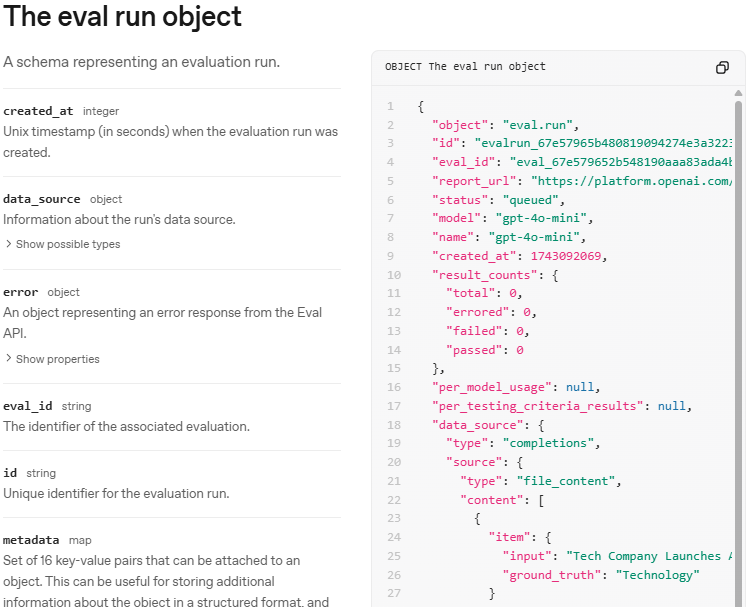 The eval run object
A schema representing an evaluation run.
created_at integer
Unix timestamp (in seconds) when the evaluation run was
created.
data_source object
Information about the run's data source.
Show possible types
error object
An object representing an error response from the Eval
API.
Show properties
eval_id string
The identifier of the associated evaluation.
id string
Unique identifier for the evaluation run.
metadata map
Set of 16 key-value pairs that can be attached to an
object. This can be useful for storing additional
information about the object in a structured format, and
OBJECT The eval run object
1 {
2 "object": "eval.run",
3 "id": "evalrun_67e57965b480819094274e3a3223
4 "eval_id": "eval_67e579652b548190aaa83ada4b
5 "report_url": "https://platform.openai.com/
6 "status": "queued",
7 "model": "gpt-4o-mini",
8 "name": "gpt-4o-mini",
9 "created_at": 1743092069,
10 "result_counts": {
11 "total": 0,
12 "errored": 0,
13 "failed": 0,
14 "passed": 0
15 },
16 "per_model_usage": null,
17 "per_testing_criteria_results": null,
18 "data_source": {
19 "type": "completions",
20 "source": {
21 "type": "file_content",
22 "content": [
23 {
24 "item": {
25 "input": "Tech Company Launches A
26 "ground_truth": "Technology"
27 }